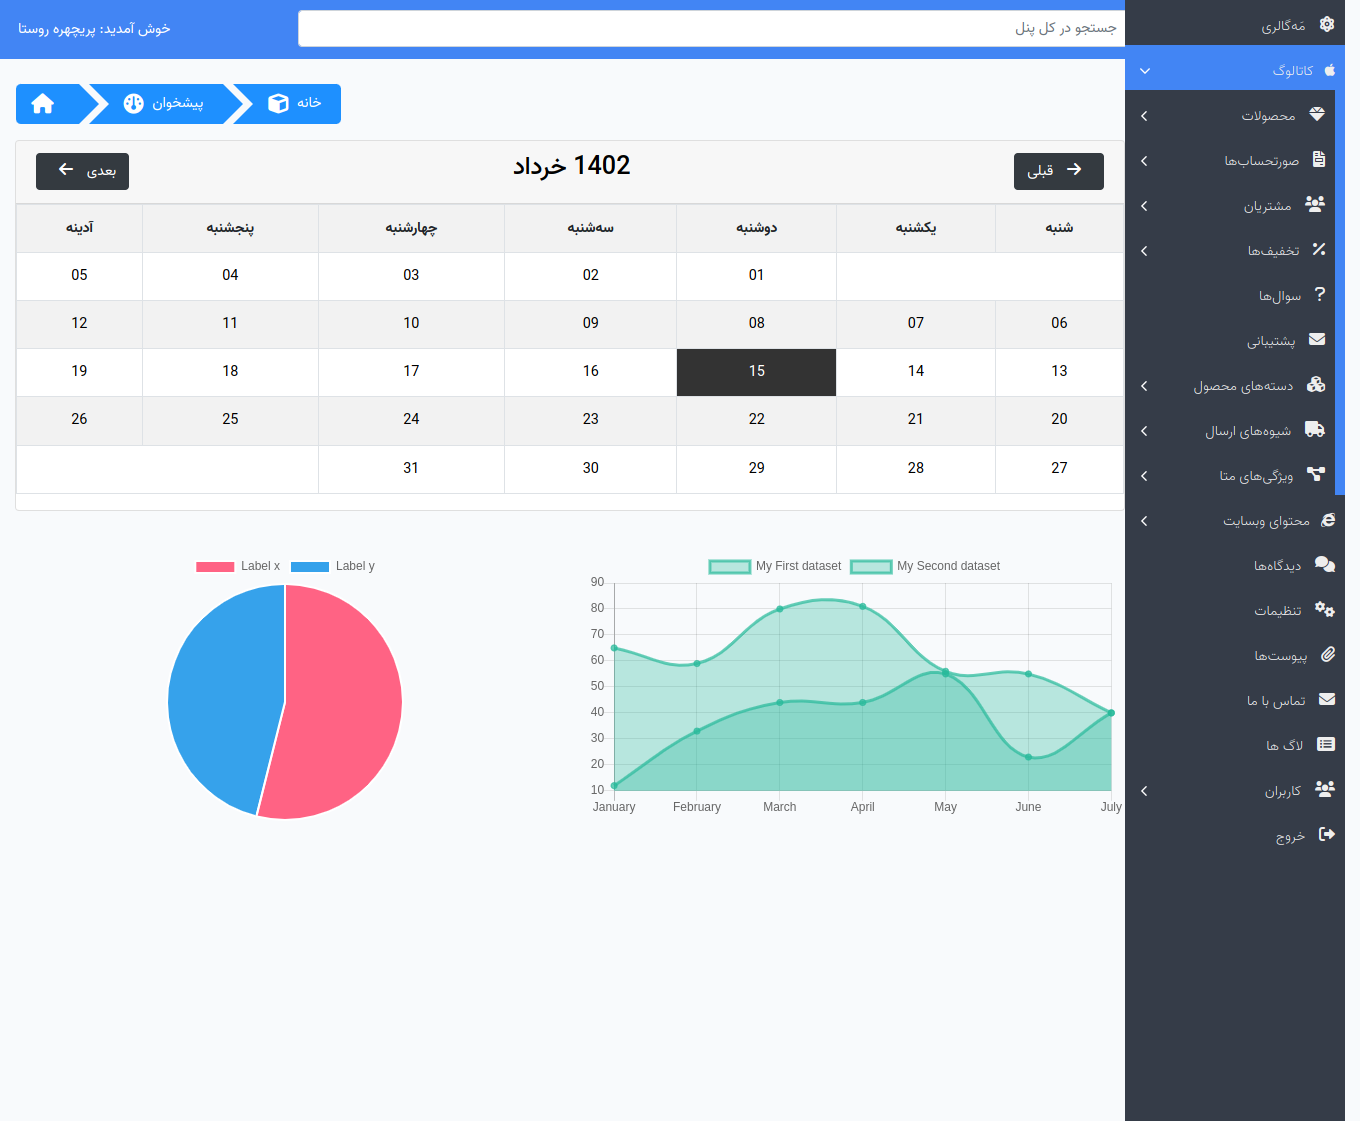 جستجو در کل پنل
خوش آمدید: پریچهره روستا
مَه‌گالری
کاتالوگ
محصولات
صورتحساب‌ها
مشتریان
تخفیف‌ها
سوال‌ها
پشتیبانی
دسته‌های محصول
شیوه‌های ارسال
ویژگی‌های متا
محتوای وبسایت
دیدگاه‌ها
تنظیمات
پیوست‌ها
تماس با ما
لاگ ها
کاربران
خروج
خانه پیشخوان
قبلی
1402 خرداد
بعدی
شنبه یکشنبه دوشنبه سه‌شنبه چهارشنبه پنجشنبه آدینه
01 02 03 04 05
06 07 08 09 10 11 12
13 14 15 16 17 18 19
20 21 22 23 24 25 26
27 28 29 30 31
My First dataset My Second dataset
90
80
70
60
50
40
30
20
10
January February March April May June July
Label x Label y